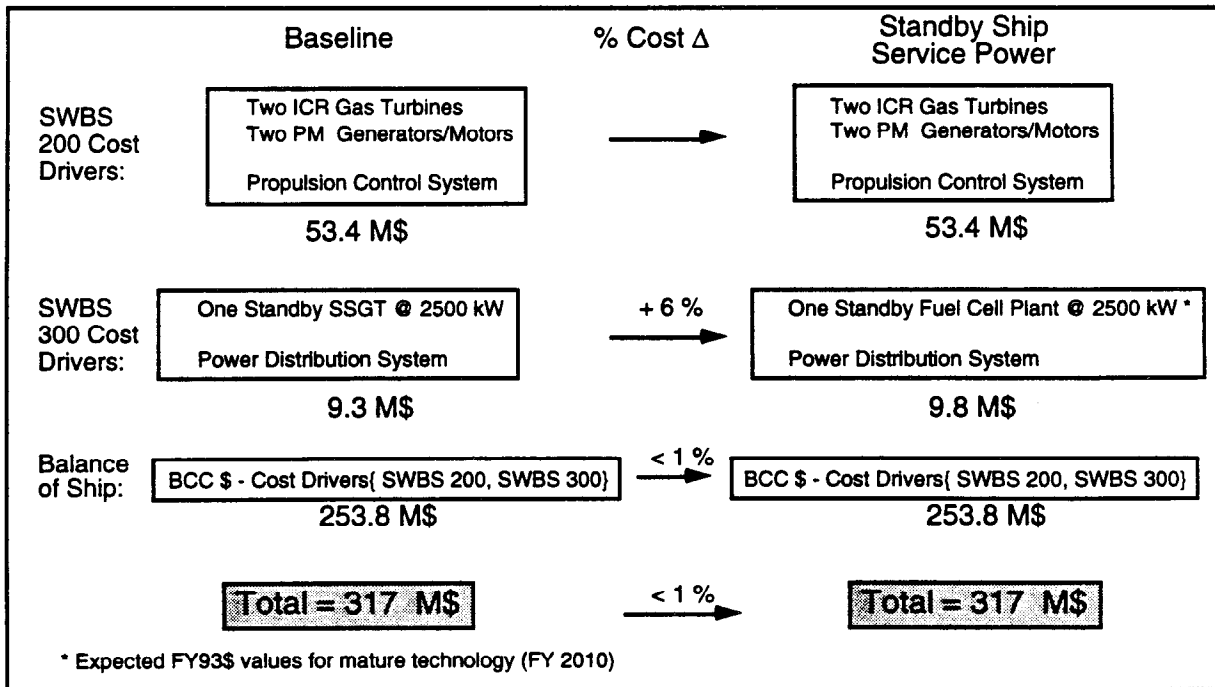 Baseline
% Cost Δ
Standby Ship
Service Power
SWBS
200 Cost
Drivers:
Two ICR Gas Turbines
Two PM Generators/Motors
Propulsion Control System
53.4 M$
Two ICR Gas Turbines
Two PM Generators/Motors
Propulsion Control System
53.4 M$
SWBS
300 Cost
Drivers:
One Standby SSGT @ 2500 kW
Power Distribution System
9.3 M$
+ 6 %
One Standby Fuel Cell Plant @ 2500 kW *
Power Distribution System
9.8 M$
Balance
of Ship:
BCC $ - Cost Drivers{ SWBS 200, SWBS 300}
253.8 M$
< 1 %
BCC $ - Cost Drivers{ SWBS 200, SWBS 300}
253.8 M$
Total = 317 M$
< 1 %
Total = 317 M$
* Expected FY93$ values for mature technology (FY 2010)